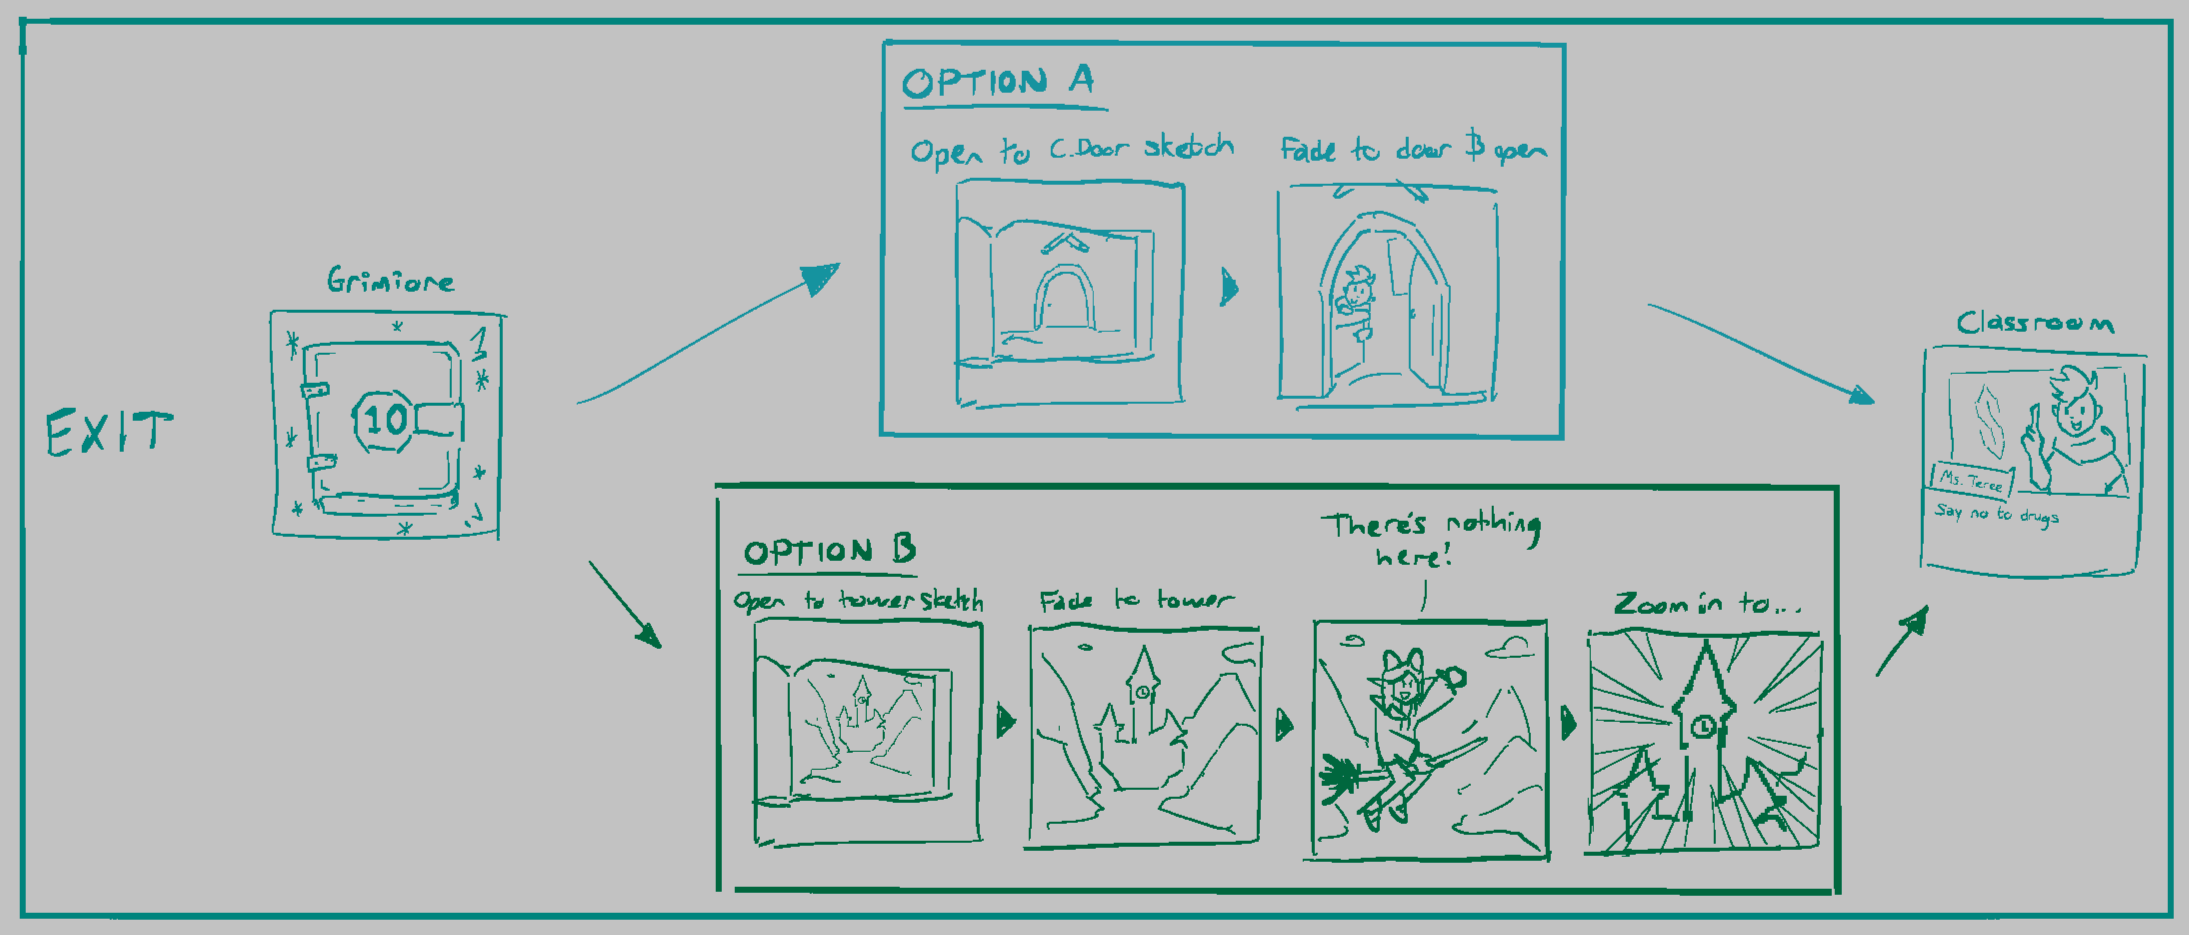 EXIT
Grimiore
10
OPTION A
Open to C.Door sketch
Fade to door B open
OPTION B
Open to tower sketch
Fade to tower
There's nothing
here!
Zoom in to...
Classroom
Ms. Teree
Say no to drugs